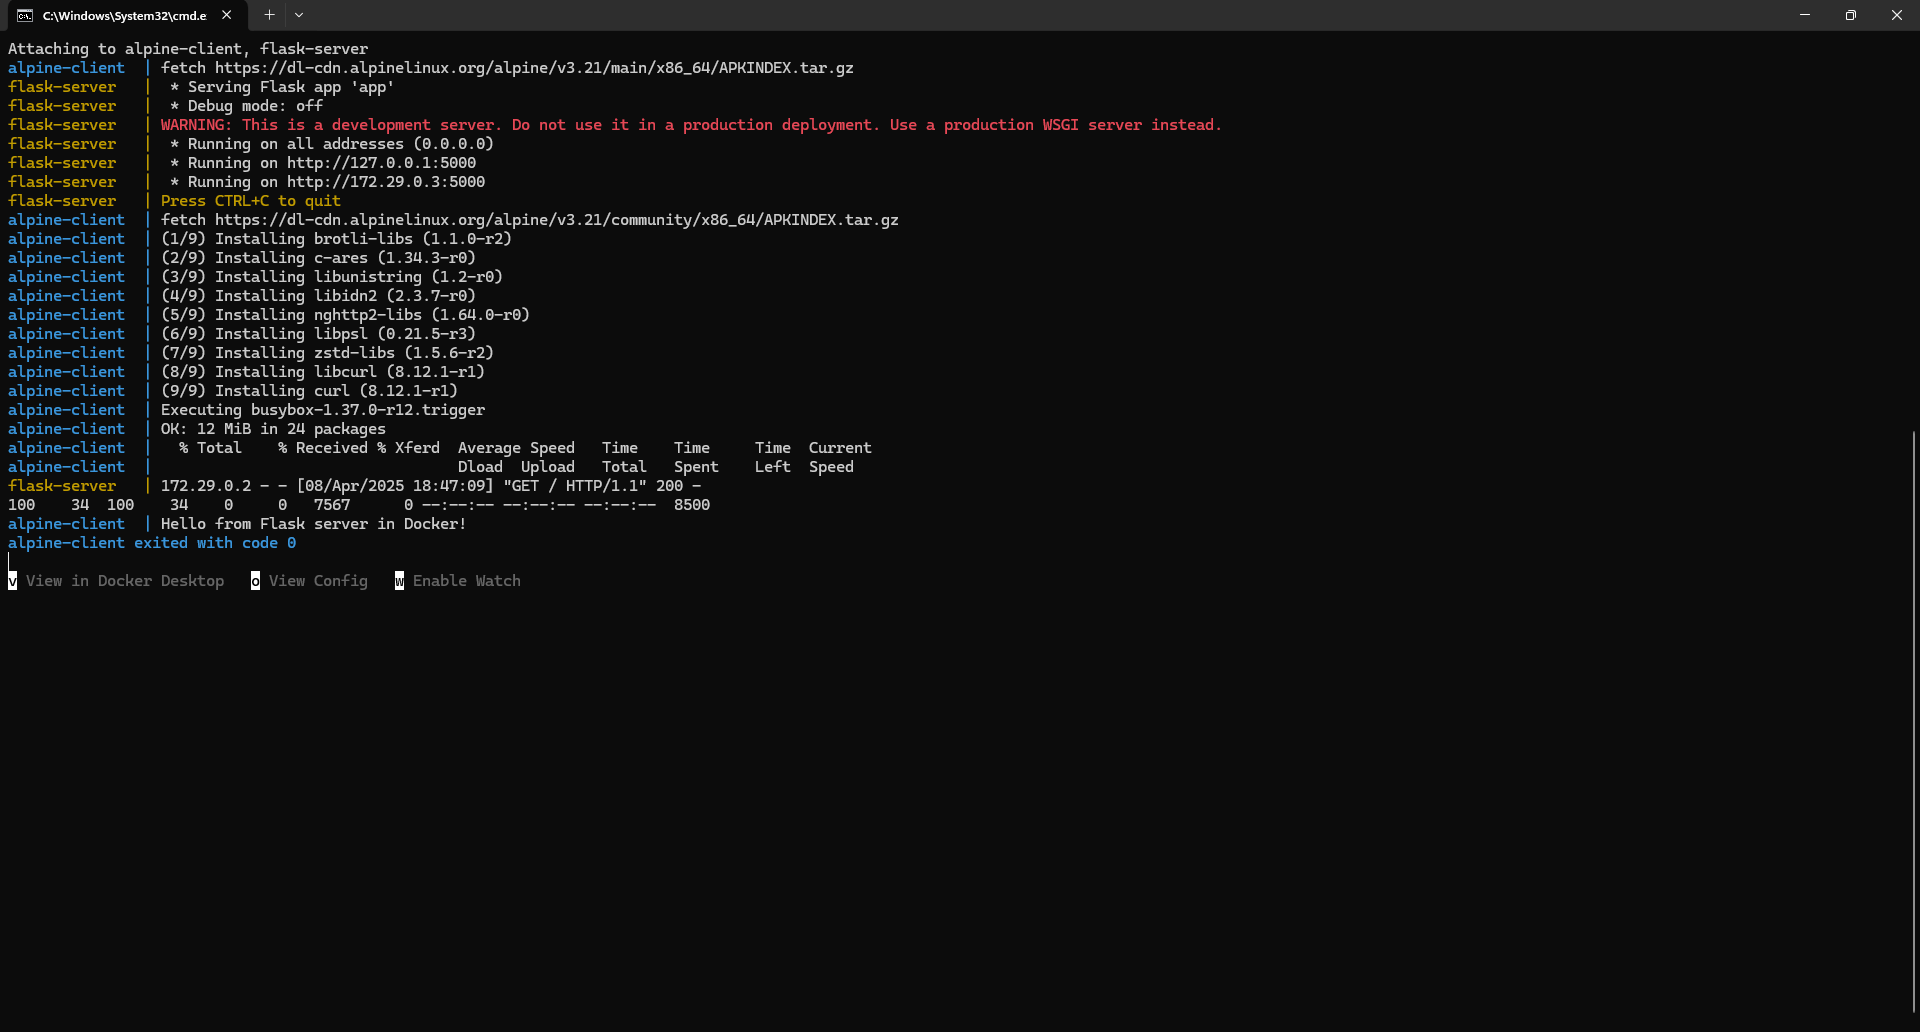 C:\Windows\System32\cmd.e
Attaching to alpine-client, flask-server
alpine-client  | fetch https://dl-cdn.alpinelinux.org/alpine/v3.21/main/x86_64/APKINDEX.tar.gz
flask-server   |  * Serving Flask app 'app'
flask-server   |  * Debug mode: off
flask-server   | WARNING: This is a development server. Do not use it in a production deployment. Use a production WSGI server instead.
flask-server   |  * Running on all addresses (0.0.0.0)
flask-server   |  * Running on http://127.0.0.1:5000
flask-server   |  * Running on http://172.29.0.3:5000
flask-server   | Press CTRL+C to quit
alpine-client  | fetch https://dl-cdn.alpinelinux.org/alpine/v3.21/community/x86_64/APKINDEX.tar.gz
alpine-client  | (1/9) Installing brotli-libs (1.1.0-r2)
alpine-client  | (2/9) Installing c-ares (1.34.3-r0)
alpine-client  | (3/9) Installing libunistring (1.2-r0)
alpine-client  | (4/9) Installing libidn2 (2.3.7-r0)
alpine-client  | (5/9) Installing nghttp2-libs (1.64.0-r0)
alpine-client  | (6/9) Installing libpsl (0.21.5-r3)
alpine-client  | (7/9) Installing zstd-libs (1.5.6-r2)
alpine-client  | (8/9) Installing libcurl (8.12.1-r1)
alpine-client  | (9/9) Installing curl (8.12.1-r1)
alpine-client  | Executing busybox-1.37.0-r12.trigger
alpine-client  | OK: 12 MiB in 24 packages
alpine-client  |   % Total    % Received % Xferd  Average Speed   Time    Time     Time  Current
alpine-client  |                                  Dload  Upload   Total   Spent    Left  Speed
flask-server   | 172.29.0.2 - - [08/Apr/2025 18:47:09] "GET / HTTP/1.1" 200 -
100    34  100    34    0     0   7567      0 --:--:-- --:--:-- --:--:--  8500
alpine-client  | Hello from Flask server in Docker!
alpine-client exited with code 0
v View in Docker Desktop   o View Config   w Enable Watch